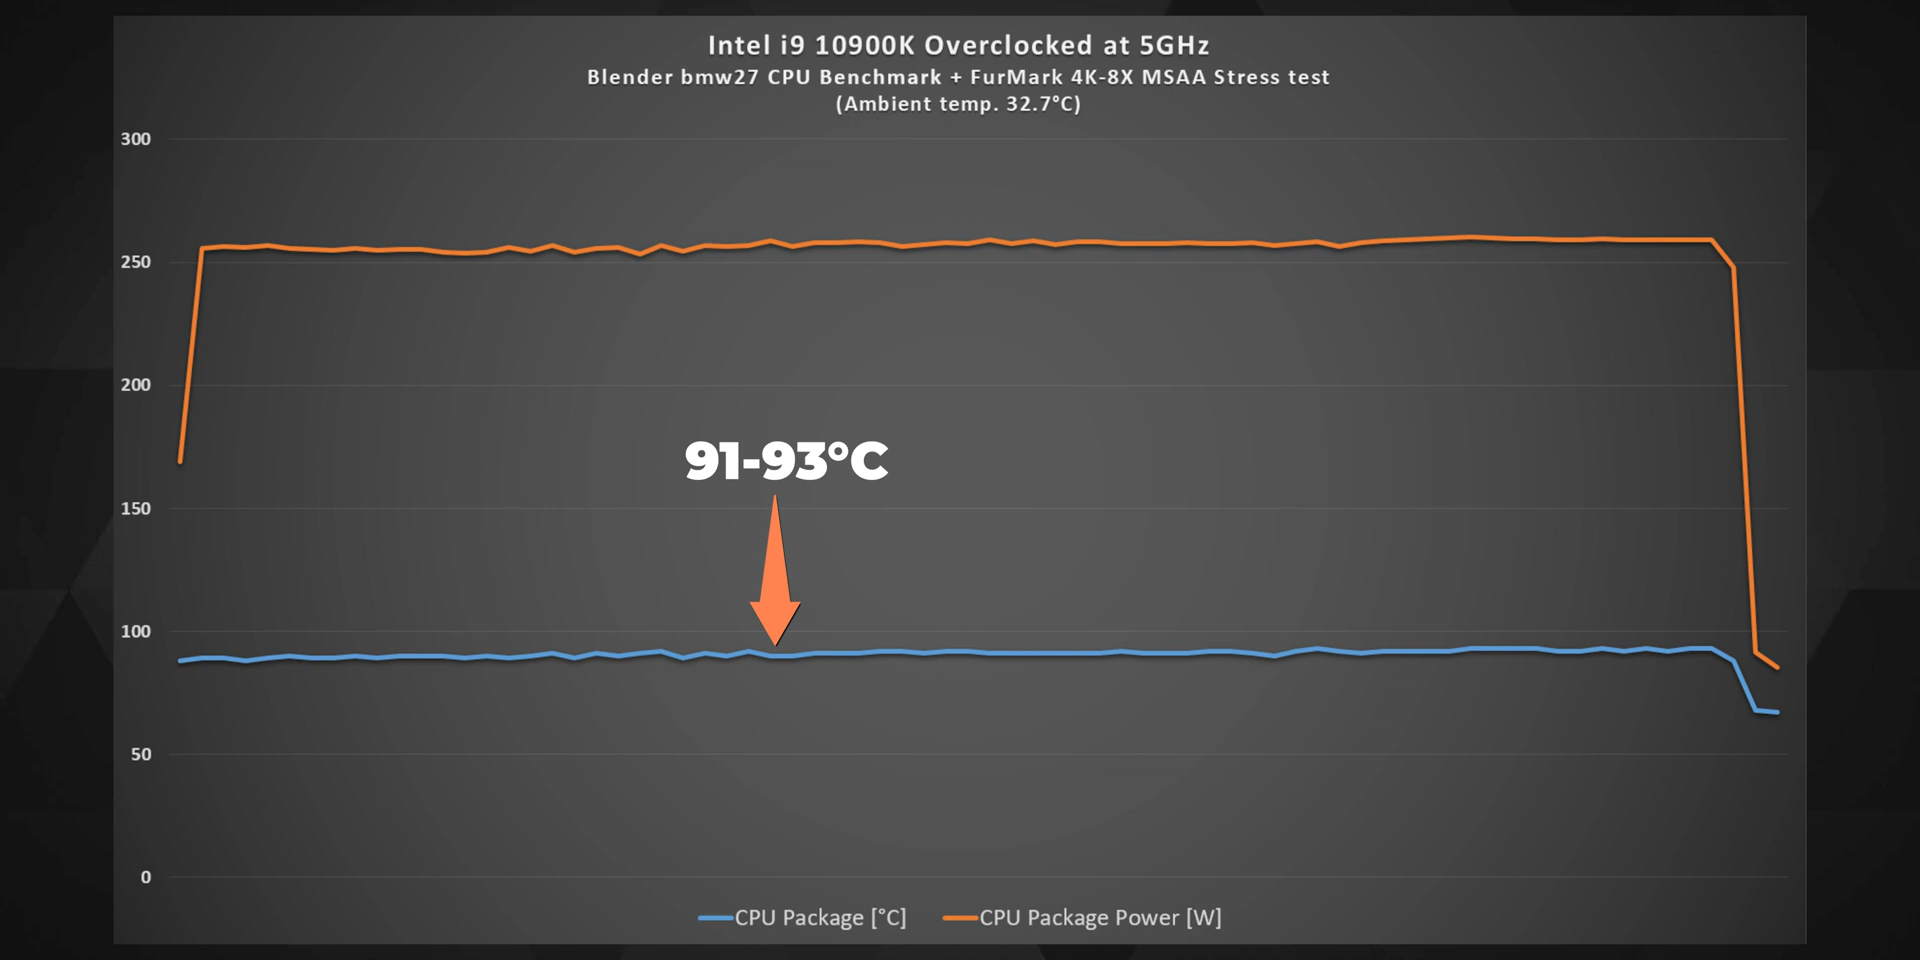 Intel i9 10900K Overclocked at 5GHz
Blender bmw27 CPU Benchmark + FurMark 4K-8X MSAA Stress test
(Ambient temp. 32.7°C)
300
250
200
91-93°C
150
100
50
0
CPU Package [°C] CPU Package Power [W]